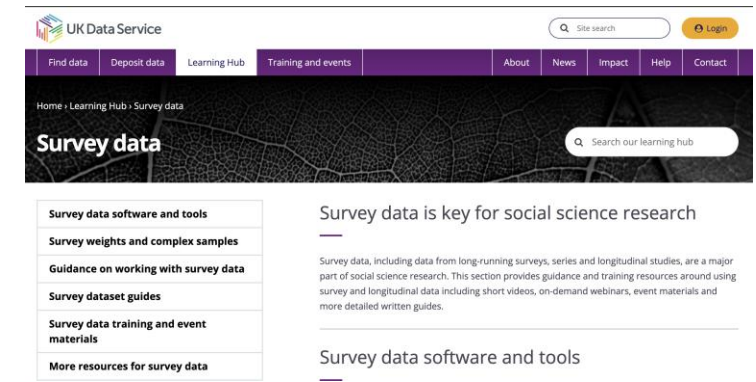 UK Data Service
Site search
Login
Find data
Deposit data
Learning Hub
Training and events
About
News
Impact
Help
Contact
Home › Learning Hub › Survey data
Survey data
Search our learning hub
Survey data software and tools
Survey weights and complex samples
Guidance on working with survey data
Survey dataset guides
Survey data training and event
materials
More resources for survey data
Survey data is key for social science research
Survey data, including data from long-running surveys, series and longitudinal studies, are a major
part of social science research. This section provides guidance and training resources around using
survey and longitudinal data including short videos, on-demand webinars, event materials and
more detailed written guides.
Survey data software and tools